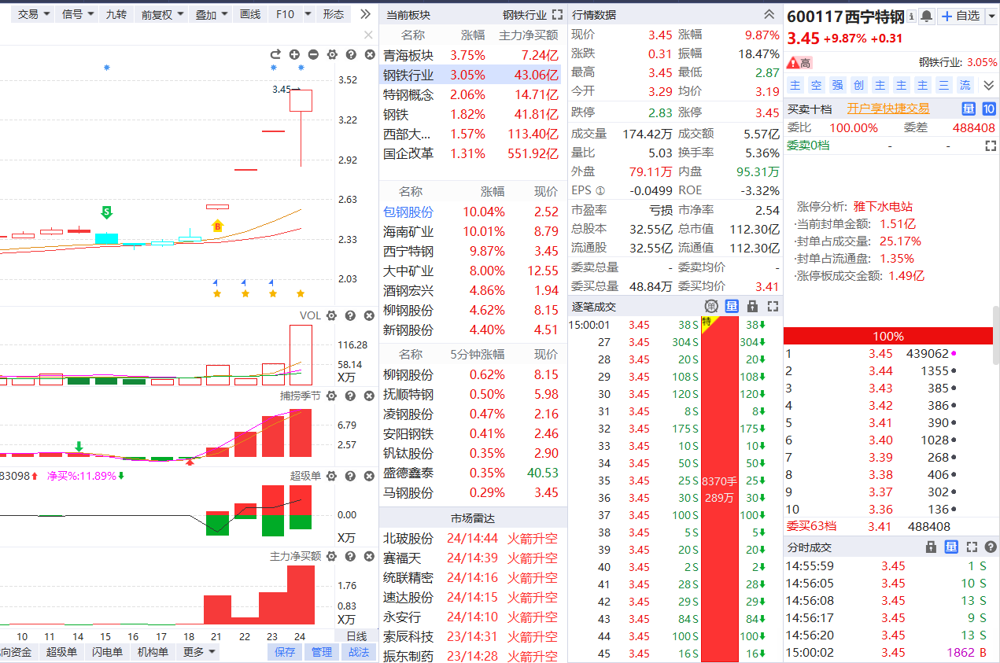 交易 信号 九转 前复权 叠加 画线 F10 形态
3.45
3.52
3.22
2.92
2.63
2.33
2.03
S
B
VOL
116.28
58.14
X万
捕捞季节
6.79
2.57
83098 净买%:11.89% 超级单
0.00
X万
主力净买额
1.76
0.83
X万
10 11 14 15 16 17 18 21 22 23 24 日线
向资金 超级单 闪电单 机构单 更多 保存 管理 战法
当前板块 钢铁行业
名称 涨幅 主力净买额
青海板块 3.75% 7.24亿
钢铁行业 3.05% 43.06亿
特钢概念 2.06% 14.71亿
钢铁 1.82% 41.81亿
西部大... 1.57% 113.40亿
国企改革 1.31% 551.92亿
名称 涨幅 现价
包钢股份 10.04% 2.52
海南矿业 10.01% 8.79
西宁特钢 9.87% 3.45
大中矿业 8.00% 12.55
酒钢宏兴 4.86% 1.94
柳钢股份 4.62% 8.15
新钢股份 4.40% 4.51
名称 5分钟涨幅 现价
柳钢股份 0.62% 8.15
抚顺特钢 0.50% 5.98
凌钢股份 0.47% 2.16
安阳钢铁 0.41% 2.46
钒钛股份 0.35% 2.90
盛德鑫泰 0.35% 40.53
马钢股份 0.29% 3.45
市场雷达
北玻股份 24/14:44 火箭升空
赛福天 24/14:39 火箭升空
统联精密 24/14:16 火箭升空
速达股份 24/14:15 火箭升空
永安行 24/14:10 火箭升空
索辰科技 23/14:31 火箭升空
振东制药 23/14:28 火箭升空
行情数据
现价 3.45 涨幅 9.87%
涨跌 0.31 振幅 18.47%
最高 3.45 最低 2.87
今开 3.29 均价 3.19
跌停 2.83 涨停 3.45
成交量 174.42万 成交额 5.57亿
量比 5.03 换手率 5.36%
外盘 79.11万 内盘 95.31万
EPS ① -0.0499 ROE -3.32%
市盈率 亏损 市净率 2.54
总股本 32.55亿 总市值 112.30亿
流通股 32.55亿 流通值 112.30亿
委卖总量 - 委卖均价 -
委买总量 48.84万 委买均价 3.41
逐笔成交 单 量
15:00:01 3.45 38 S 特 38
27 3.45 304 S 304
28 3.45 20 S 20
29 3.45 108 S 108
30 3.45 120 S 120
31 3.45 8 S 8
32 3.45 175 S 175
33 3.45 10 S 10
34 3.45 50 S 50
35 3.45 25 S 8370手 25
36 3.45 30 S 289万 30
37 3.45 100 S 100
38 3.45 5 S 5
39 3.45 20 S 20
40 3.45 2 S 2
41 3.45 28 S 28
42 3.45 29 S 29
43 3.45 84 S 84
44 3.45 100 S 100
45 3.45 16 S 16
600117 西宁特钢 自选
3.45 +9.87% +0.31
高 钢铁行业: 3.05%
主 空 强 创 主 主 主 三 流
买卖十档 开户享快捷交易 量 10
委比 100.00% 委差 488408
委卖0档 - -
涨停分析: 雅下水电站
·当前封单金额: 1.51亿
·封单占成交量: 25.17%
·封单占流通盘: 1.35%
·涨停板成交金额: 1.49亿
100%
1 3.45 439062
2 3.44 1355
3 3.43 385
4 3.42 386
5 3.41 390
6 3.40 1028
7 3.39 268
8 3.38 406
9 3.37 302
10 3.36 136
委买63档 3.41 488408
分时成交 量
14:55:59 3.45 1 S
14:56:05 3.45 10 S
14:56:08 3.45 13 S
14:56:17 3.45 9 S
14:56:20 3.45 13 S
15:00:02 3.45 1862 B